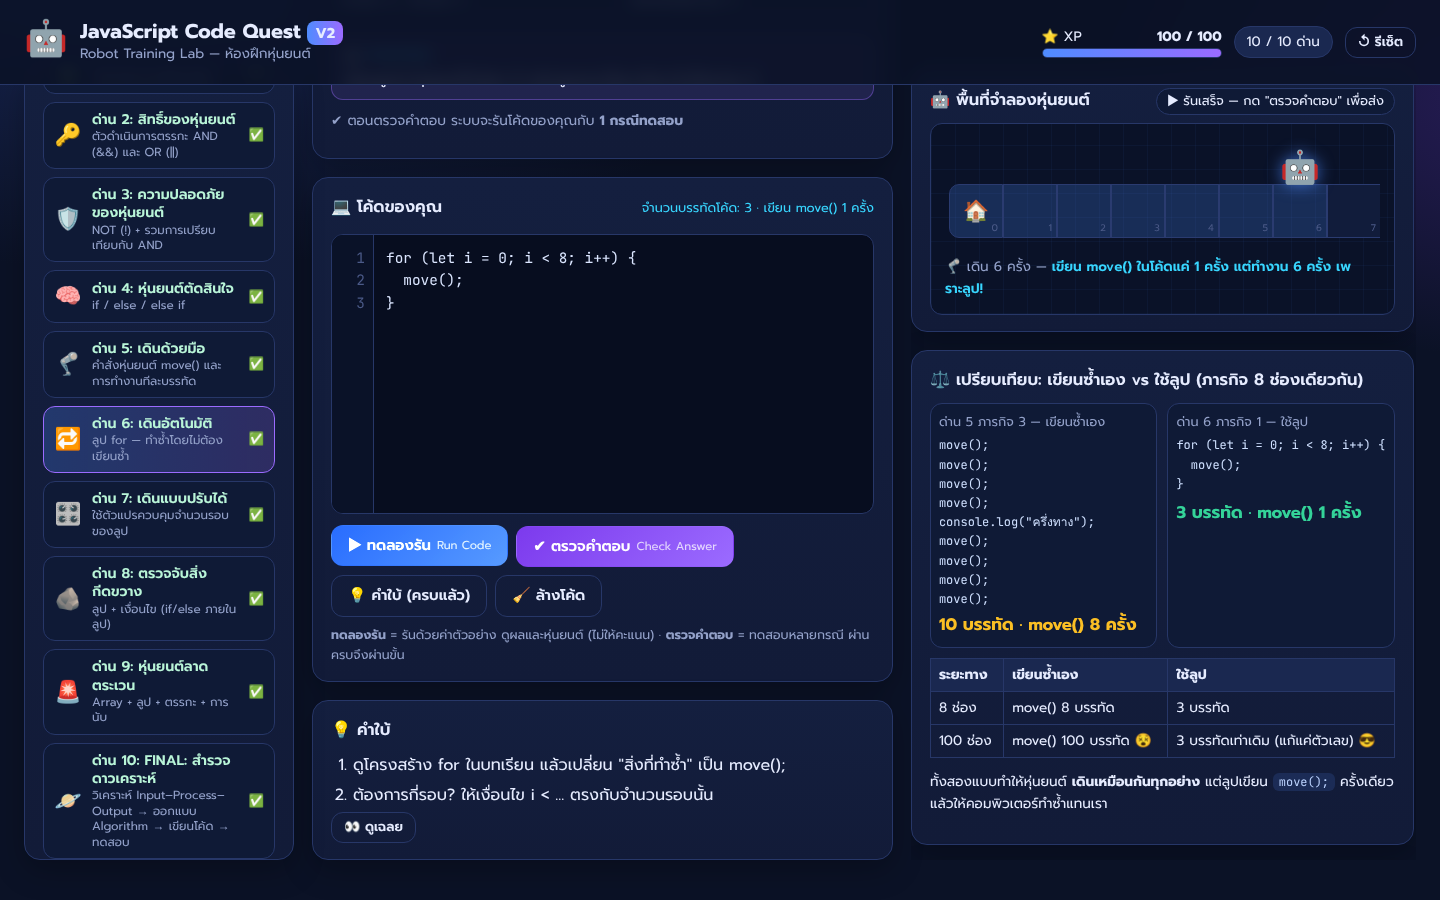 JavaScript Code Quest V2
Robot Training Lab — ห้องฝึกหุ่นยนต์
⭐ XP 100 / 100
10 / 10 ด่าน
↺ รีเซ็ต
ด่าน 2: สิทธิ์ของหุ่นยนต์
ตัวดำเนินการตรรกะ AND
(&&) และ OR (||)
ด่าน 3: ความปลอดภัย
ของหุ่นยนต์
NOT (!) + รวมการเปรียบ
เทียบกับ AND
ด่าน 4: หุ่นยนต์ตัดสินใจ
if / else / else if
ด่าน 5: เดินด้วยมือ
คำสั่งหุ่นยนต์ move() และ
การทำงานทีละบรรทัด
ด่าน 6: เดินอัตโนมัติ
ลูป for — ทำซ้ำโดยไม่ต้อง
เขียนซ้ำ
ด่าน 7: เดินแบบปรับได้
ใช้ตัวแปรควบคุมจำนวนรอบ
ของลูป
ด่าน 8: ตรวจจับสิ่ง
กีดขวาง
ลูป + เงื่อนไข (if/else ภายใน
ลูป)
ด่าน 9: หุ่นยนต์ลาด
ตระเวน
Array + ลูป + ตรรกะ + การ
นับ
ด่าน 10: FINAL: สำรวจ
ดาวเคราะห์
วิเคราะห์ Input–Process–
Output → ออกแบบ
Algorithm → เขียนโค้ด →
ทดสอบ
✔ ตอนตรวจคำตอบ ระบบจะรันโค้ดของคุณกับ 1 กรณีทดสอบ
💻 โค้ดของคุณ
จำนวนบรรทัดโค้ด: 3 · เขียน move() 1 ครั้ง
1 for (let i = 0; i < 8; i++) {
2 move();
3 }
▶ ทดลองรัน Run Code
✔ ตรวจคำตอบ Check Answer
💡 คำใบ้ (ครบแล้ว)
🧹 ล้างโค้ด
ทดลองรัน = รันด้วยค่าตัวอย่าง ดูผลและหุ่นยนต์ (ไม่ให้คะแนน) · ตรวจคำตอบ = ทดสอบหลายกรณี ผ่าน
ครบจึงผ่านขั้น
💡 คำใบ้
1. ดูโครงสร้าง for ในบทเรียน แล้วเปลี่ยน "สิ่งที่ทำซ้ำ" เป็น move();
2. ต้องการกี่รอบ? ให้เงื่อนไข i < ... ตรงกับจำนวนรอบนั้น
👀 ดูเฉลย
🤖 พื้นที่จำลองหุ่นยนต์
▶ รันเสร็จ — กด "ตรวจคำตอบ" เพื่อส่ง
0 1 2 3 4 5 6 7
🦿 เดิน 6 ครั้ง — เขียน move() ในโค้ดแค่ 1 ครั้ง แต่ทำงาน 6 ครั้ง เพ
ราะลูป!
⚖️ เปรียบเทียบ: เขียนซ้ำเอง vs ใช้ลูป (ภารกิจ 8 ช่องเดียวกัน)
ด่าน 5 ภารกิจ 3 — เขียนซ้ำเอง
move();
move();
move();
move();
console.log("ครึ่งทาง");
move();
move();
move();
move();
10 บรรทัด · move() 8 ครั้ง
ด่าน 6 ภารกิจ 1 — ใช้ลูป
for (let i = 0; i < 8; i++) {
move();
}
3 บรรทัด · move() 1 ครั้ง
ระยะทาง เขียนซ้ำเอง ใช้ลูป
8 ช่อง move() 8 บรรทัด 3 บรรทัด
100 ช่อง move() 100 บรรทัด 😵 3 บรรทัดเท่าเดิม (แก้แค่ตัวเลข) 😎
ทั้งสองแบบทำให้หุ่นยนต์ เดินเหมือนกันทุกอย่าง แต่ลูปเขียน move(); ครั้งเดียว
แล้วให้คอมพิวเตอร์ทำซ้ำแทนเรา